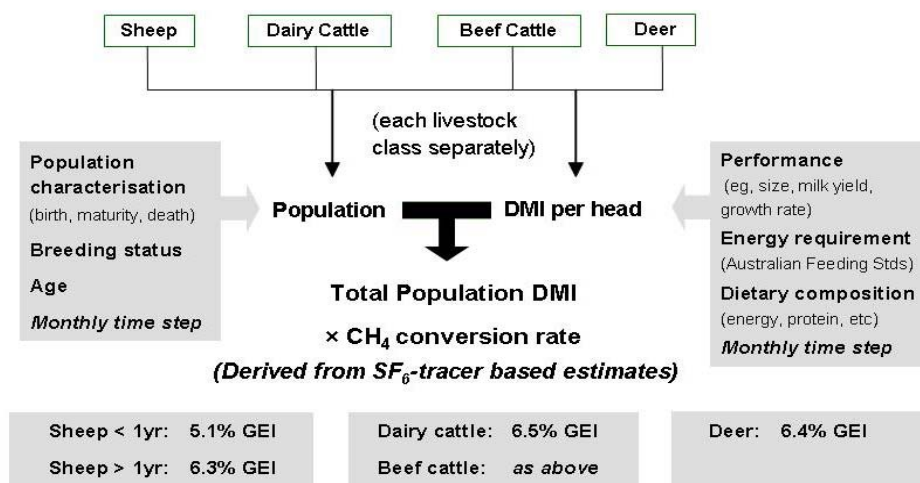 Sheep
Dairy Cattle
Beef Cattle
Deer
(each livestock
class separately)
Population
characterisation
(birth, maturity, death)
Breeding status
Age
Monthly time step
Population
DMI per head
Performance
(eg, size, milk yield,
growth rate)
Energy requirement
(Australian Feeding Stds)
Dietary composition
(energy, protein, etc)
Monthly time step
Total Population DMI
× CH₄ conversion rate
(Derived from SF₆-tracer based estimates)
Sheep < 1yr: 5.1% GEI
Sheep > 1yr: 6.3% GEI
Dairy cattle: 6.5% GEI
Beef cattle: as above
Deer: 6.4% GEI